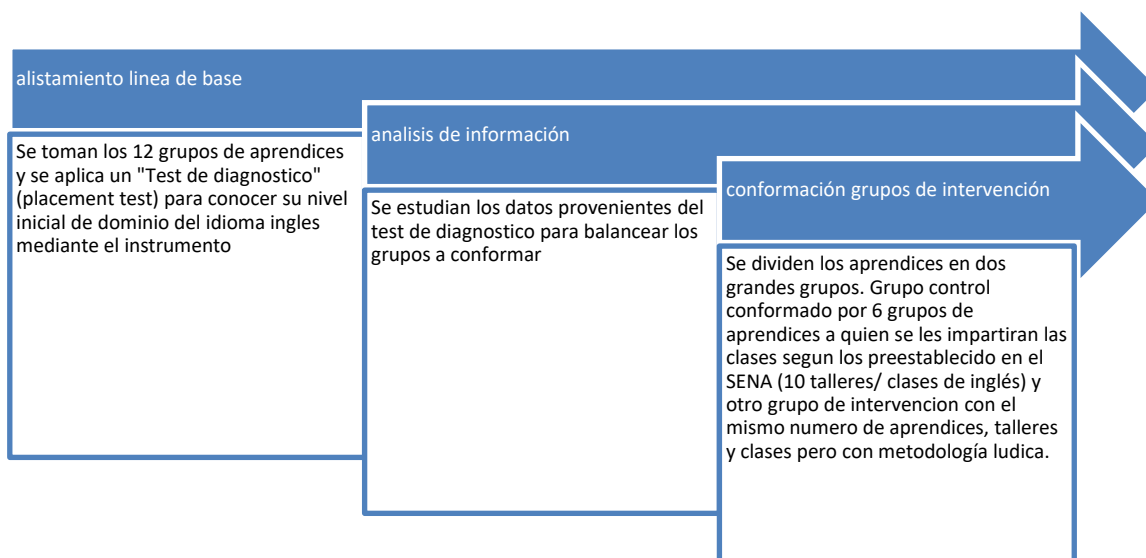 alistamiento linea de base
Se toman los 12 grupos de aprendices
y se aplica un "Test de diagnostico"
(placement test) para conocer su nivel
inicial de dominio del idioma ingles
mediante el instrumento
analisis de información
Se estudian los datos provenientes del
test de diagnostico para balancear los
grupos a conformar
conformación grupos de intervención
Se dividen los aprendices en dos
grandes grupos. Grupo control
conformado por 6 grupos de
aprendices a quien se les impartiran las
clases segun los preestablecido en el
SENA (10 talleres/ clases de inglés) y
otro grupo de intervencion con el
mismo numero de aprendices, talleres
y clases pero con metodología ludica.